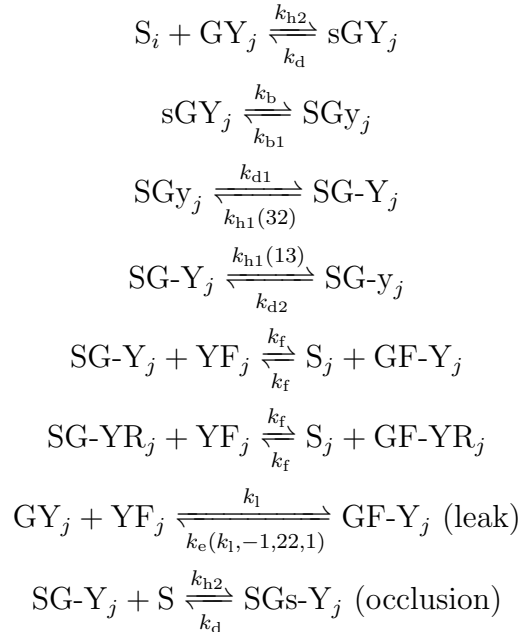 S_i + GY_j ⇌ sGY_j (k_h2 / k_d)
sGY_j ⇌ SGy_j (k_b / k_b1)
SGy_j ⇌ SG-Y_j (k_d1 / k_h1(32))
SG-Y_j ⇌ SG-y_j (k_h1(13) / k_d2)
SG-Y_j + YF_j ⇌ S_j + GF-Y_j (k_f / k_f)
SG-YR_j + YF_j ⇌ S_j + GF-YR_j (k_f / k_f)
GY_j + YF_j ⇌ GF-Y_j (leak) (k_l / k_e(k_l,−1,22,1))
SG-Y_j + S ⇌ SGs-Y_j (occlusion) (k_h2 / k_d)